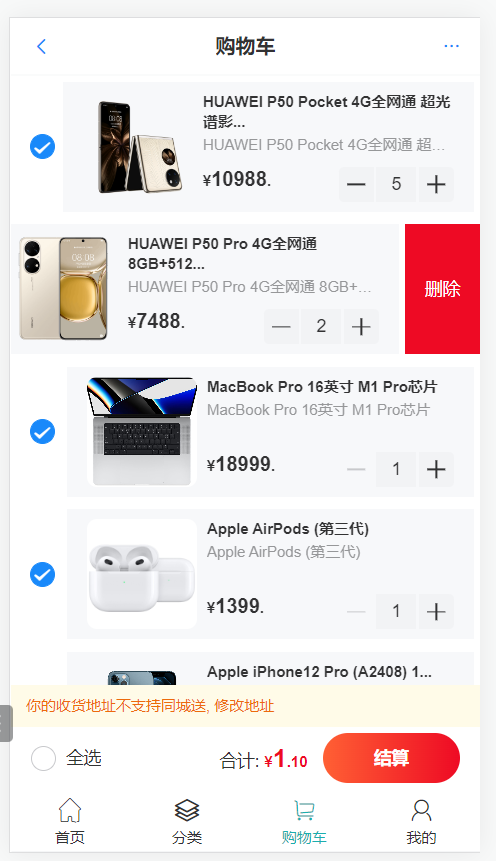 购物车
HUAWEI P50 Pocket 4G全网通 超光
谱影...
HUAWEI P50 Pocket 4G全网通 超...
¥10988.
5
HUAWEI P50 Pro 4G全网通
8GB+512...
HUAWEI P50 Pro 4G全网通 8GB+...
¥7488.
2
删除
MacBook Pro 16英寸 M1 Pro芯片
MacBook Pro 16英寸 M1 Pro芯片
¥18999.
1
Apple AirPods (第三代)
Apple AirPods (第三代)
¥1399.
1
Apple iPhone12 Pro (A2408) 1...
你的收货地址不支持同城送, 修改地址
全选
合计: ¥1.10
结算
首页
分类
购物车
我的